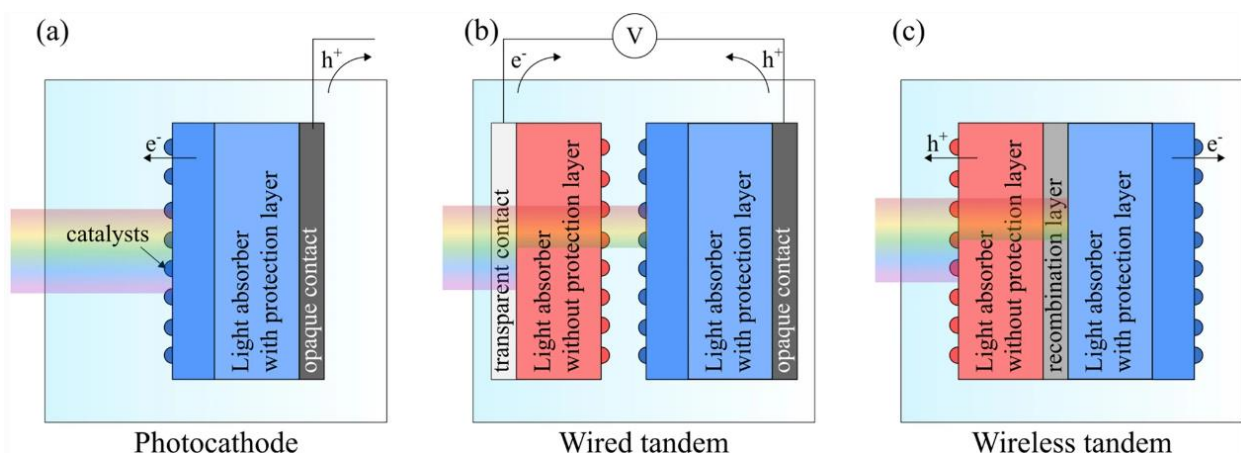 (a)
h⁺
e⁻
catalysts
Light absorber
with protection layer
opaque contact
Photocathode
(b)
V
e⁻
h⁺
transparent contact
Light absorber
without protection layer
Light absorber
with protection layer
opaque contact
Wired tandem
(c)
h⁺
e⁻
Light absorber
without protection layer
recombination layer
Light absorber
with protection layer
Wireless tandem